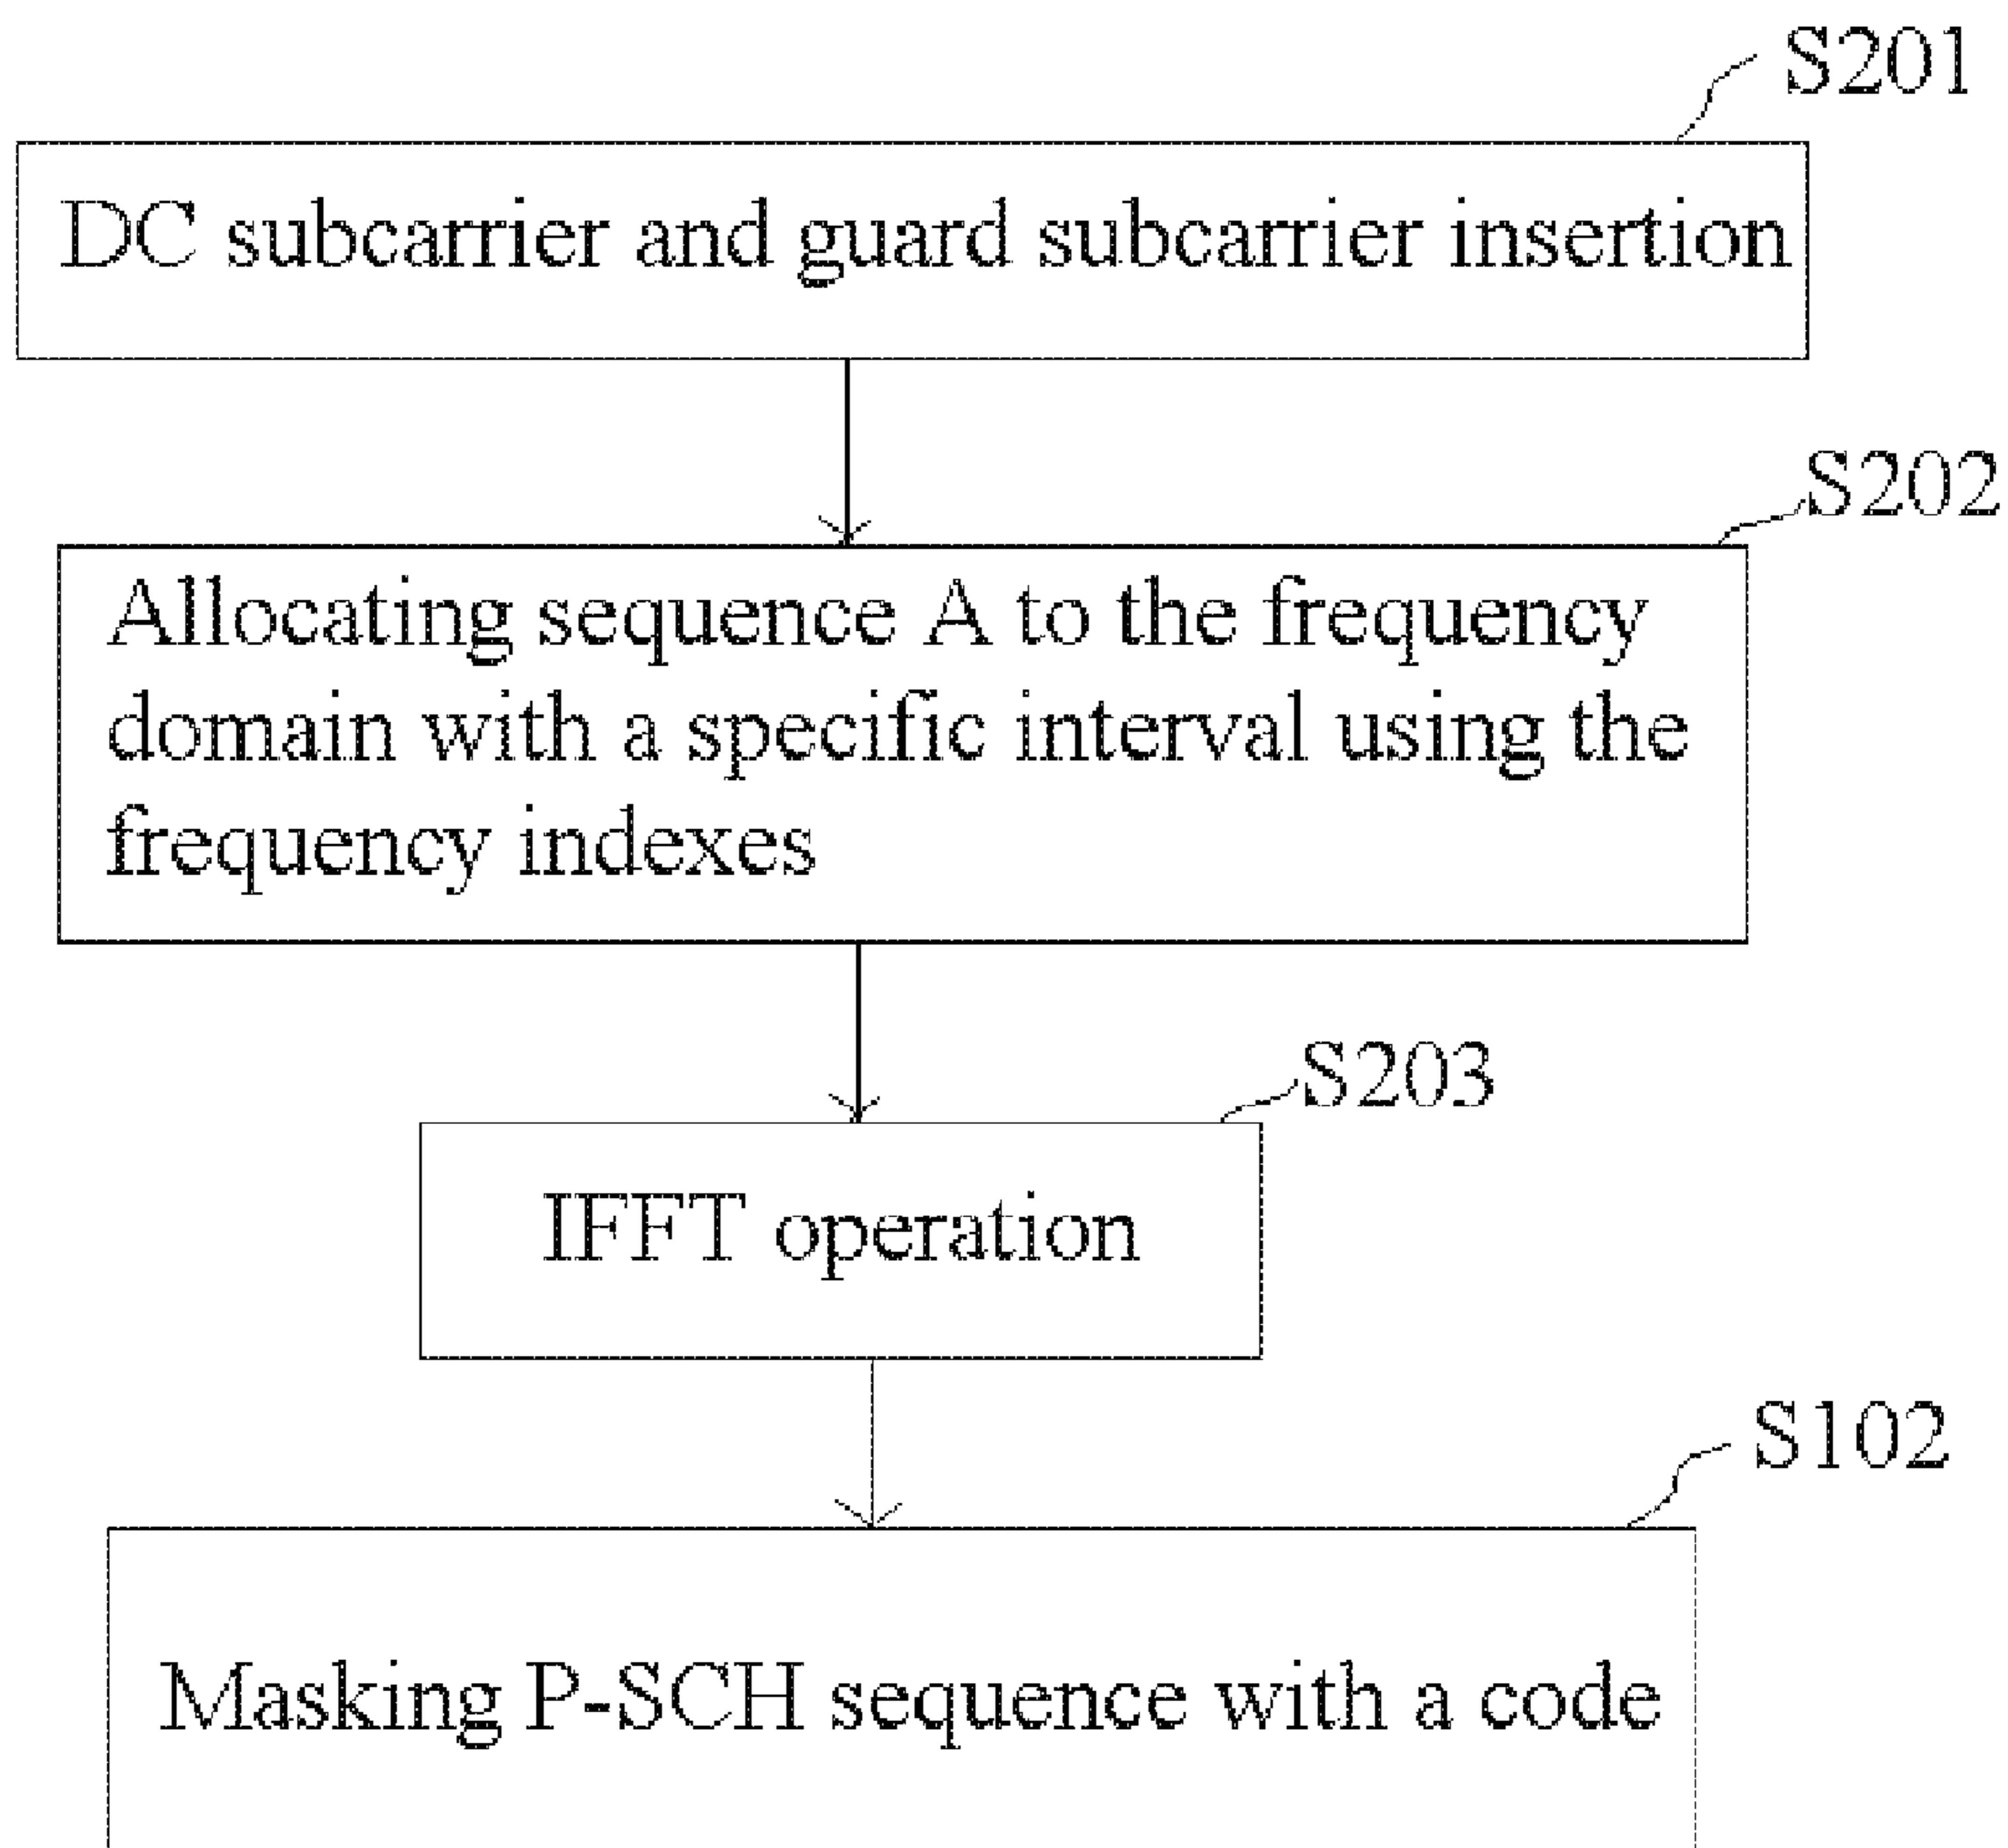 S201
DC subcarrier and guard subcarrier insertion
S202
Allocating sequence A to the frequency
domain with a specific interval using the
frequency indexes
S203
IFFT operation
S102
Masking P-SCH sequence with a code